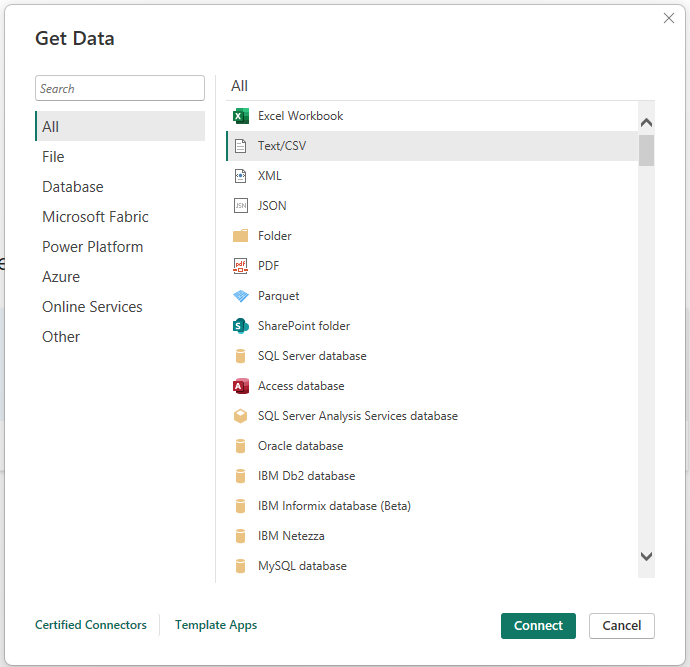 Get Data
Search
All
File
Database
Microsoft Fabric
Power Platform
Azure
Online Services
Other
All
Excel Workbook
Text/CSV
XML
JSON
Folder
PDF
Parquet
SharePoint folder
SQL Server database
Access database
SQL Server Analysis Services database
Oracle database
IBM Db2 database
IBM Informix database (Beta)
IBM Netezza
MySQL database
Certified Connectors
Template Apps
Connect
Cancel